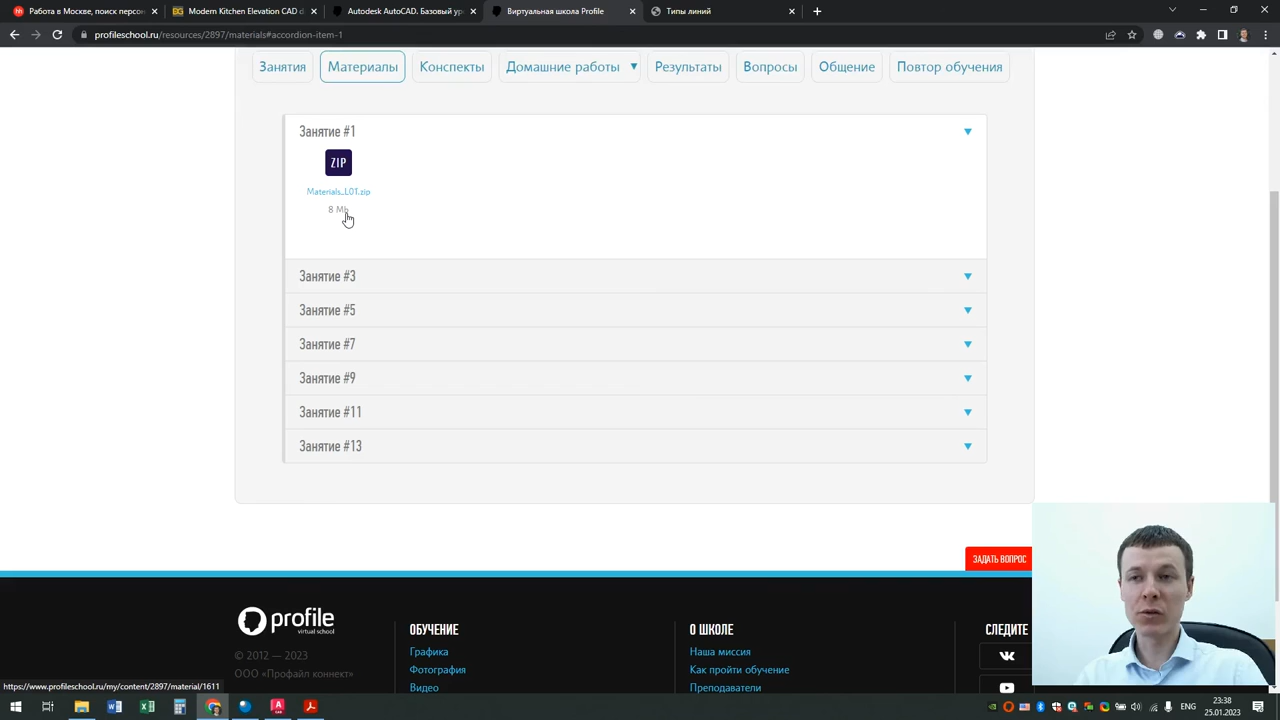 Работа в Москве, поиск персон
Material Kitchen Elevation CAD d
Autodesk AutoCAD. Базовый ур
Виртуальная школа Profile
Типы линий
profileschool.ru/resources/2897/materials#accordion-item-1
Занятия
Материалы
Конспекты
Домашние работы
Результаты
Вопросы
Общение
Повтор обучения
Занятие #1
ZIP
Materials_L01.zip
8 Mb
Занятие #3
Занятие #5
Занятие #7
Занятие #9
Занятие #11
Занятие #13
ЗАДАТЬ ВОПРОС
profile
virtual school
© 2012 — 2023
ООО «Профайл коннект»
ОБУЧЕНИЕ
Графика
Фотография
Видео
О ШКОЛЕ
Наша миссия
Как пройти обучение
Преподаватели
СЛЕДИТЕ
https://www.profileschool.ru/my/content/2897/material/1611
ENG
23:38
25.01.2023